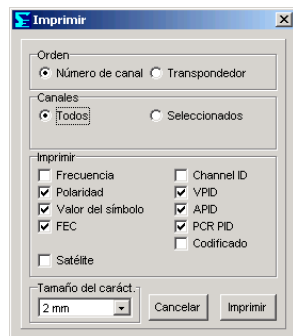 Imprimir
Orden
Número de canal Transpondedor
Canales
Todos Seleccionados
Imprimir
Frecuencia Channel ID
Polaridad VPID
Valor del símbolo APID
FEC PCR PID
Codificado
Satélite
Tamaño del caráct.
2 mm Cancelar Imprimir